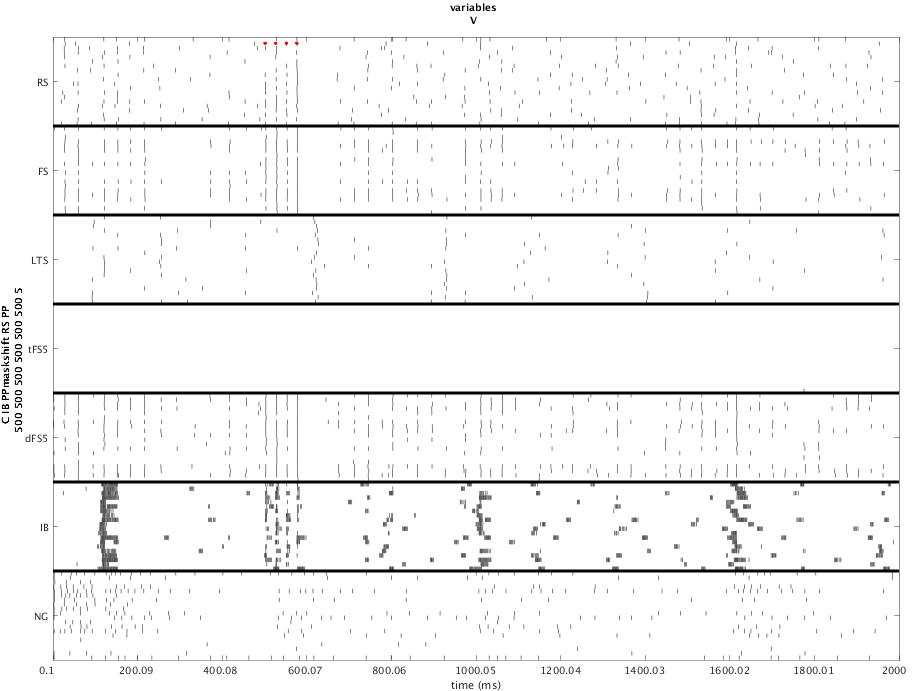 variables
V
C IB PPmaskshift RS PP
500 500 500 500 500 500 5
RS
FS
LTS
tFS5
dFS5
IB
NG
0.1 200.09 400.08 600.07 800.06 1000.05 1200.04 1400.03 1600.02 1800.01 2000
time (ms)